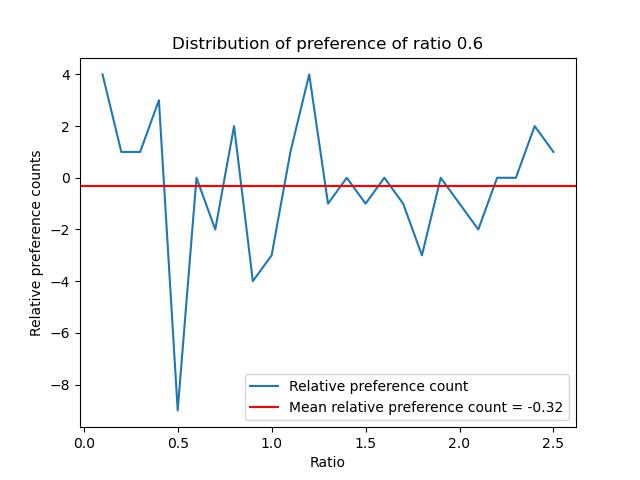 Distribution of preference of ratio 0.6
Relative preference counts
4
2
0
−2
−4
−6
−8
Relative preference count
Mean relative preference count = -0.32
0.0 0.5 1.0 1.5 2.0 2.5
Ratio